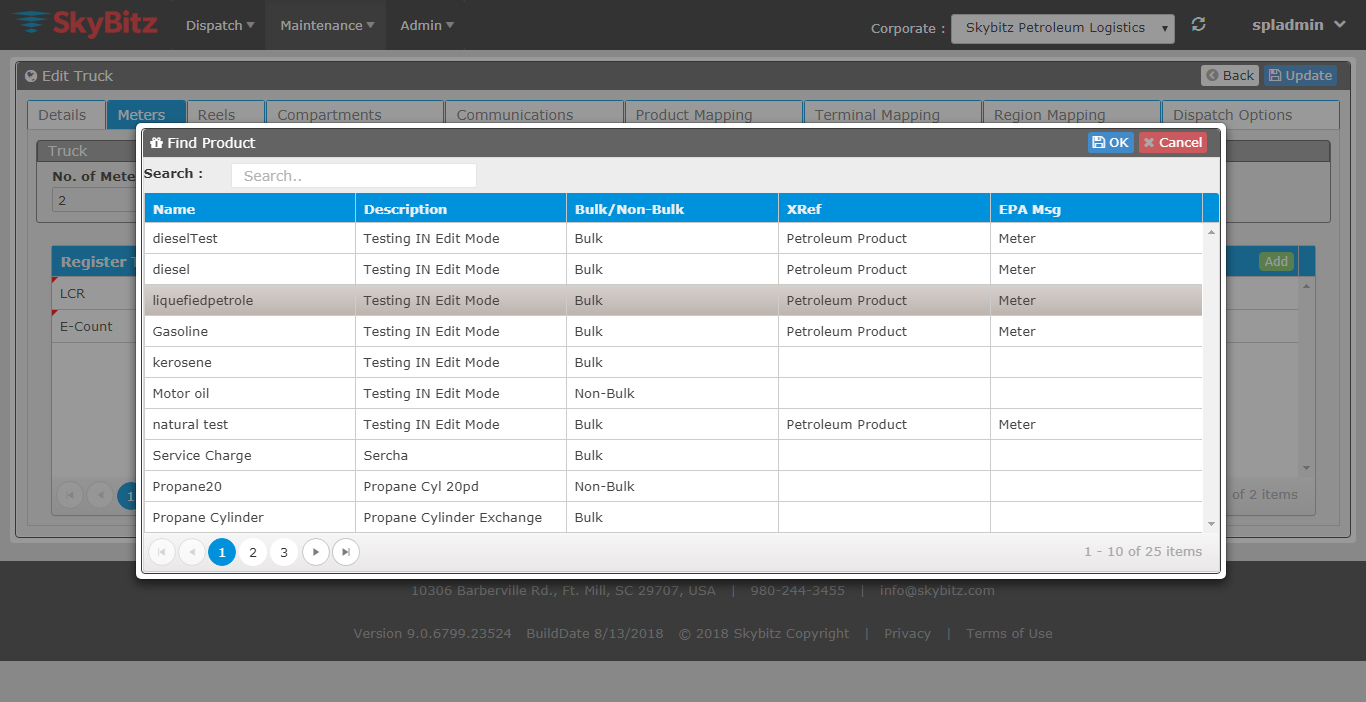 SkyBitz Dispatch Maintenance Admin Corporate : Skybitz Petroleum Logistics spladmin
Edit Truck Back Update
Details Meters Reels Compartments Communications Product Mapping Terminal Mapping Region Mapping Dispatch Options
Truck
No. of Mete
2
Register T Add
LCR
E-Count
1 of 2 items
Find Product OK Cancel
Search : Search..
Name Description Bulk/Non-Bulk XRef EPA Msg
dieselTest Testing IN Edit Mode Bulk Petroleum Product Meter
diesel Testing IN Edit Mode Bulk Petroleum Product Meter
liquefiedpetrole Testing IN Edit Mode Bulk Petroleum Product Meter
Gasoline Testing IN Edit Mode Bulk Petroleum Product Meter
kerosene Testing IN Edit Mode Bulk
Motor oil Testing IN Edit Mode Non-Bulk
natural test Testing IN Edit Mode Bulk Petroleum Product Meter
Service Charge Sercha Bulk
Propane20 Propane Cyl 20pd Non-Bulk
Propane Cylinder Propane Cylinder Exchange Bulk
1 2 3 1 - 10 of 25 items
10306 Barberville Rd., Ft. Mill, SC 29707, USA | 980-244-3455 | info@skybitz.com
Version 9.0.6799.23524 BuildDate 8/13/2018 © 2018 Skybitz Copyright | Privacy | Terms of Use